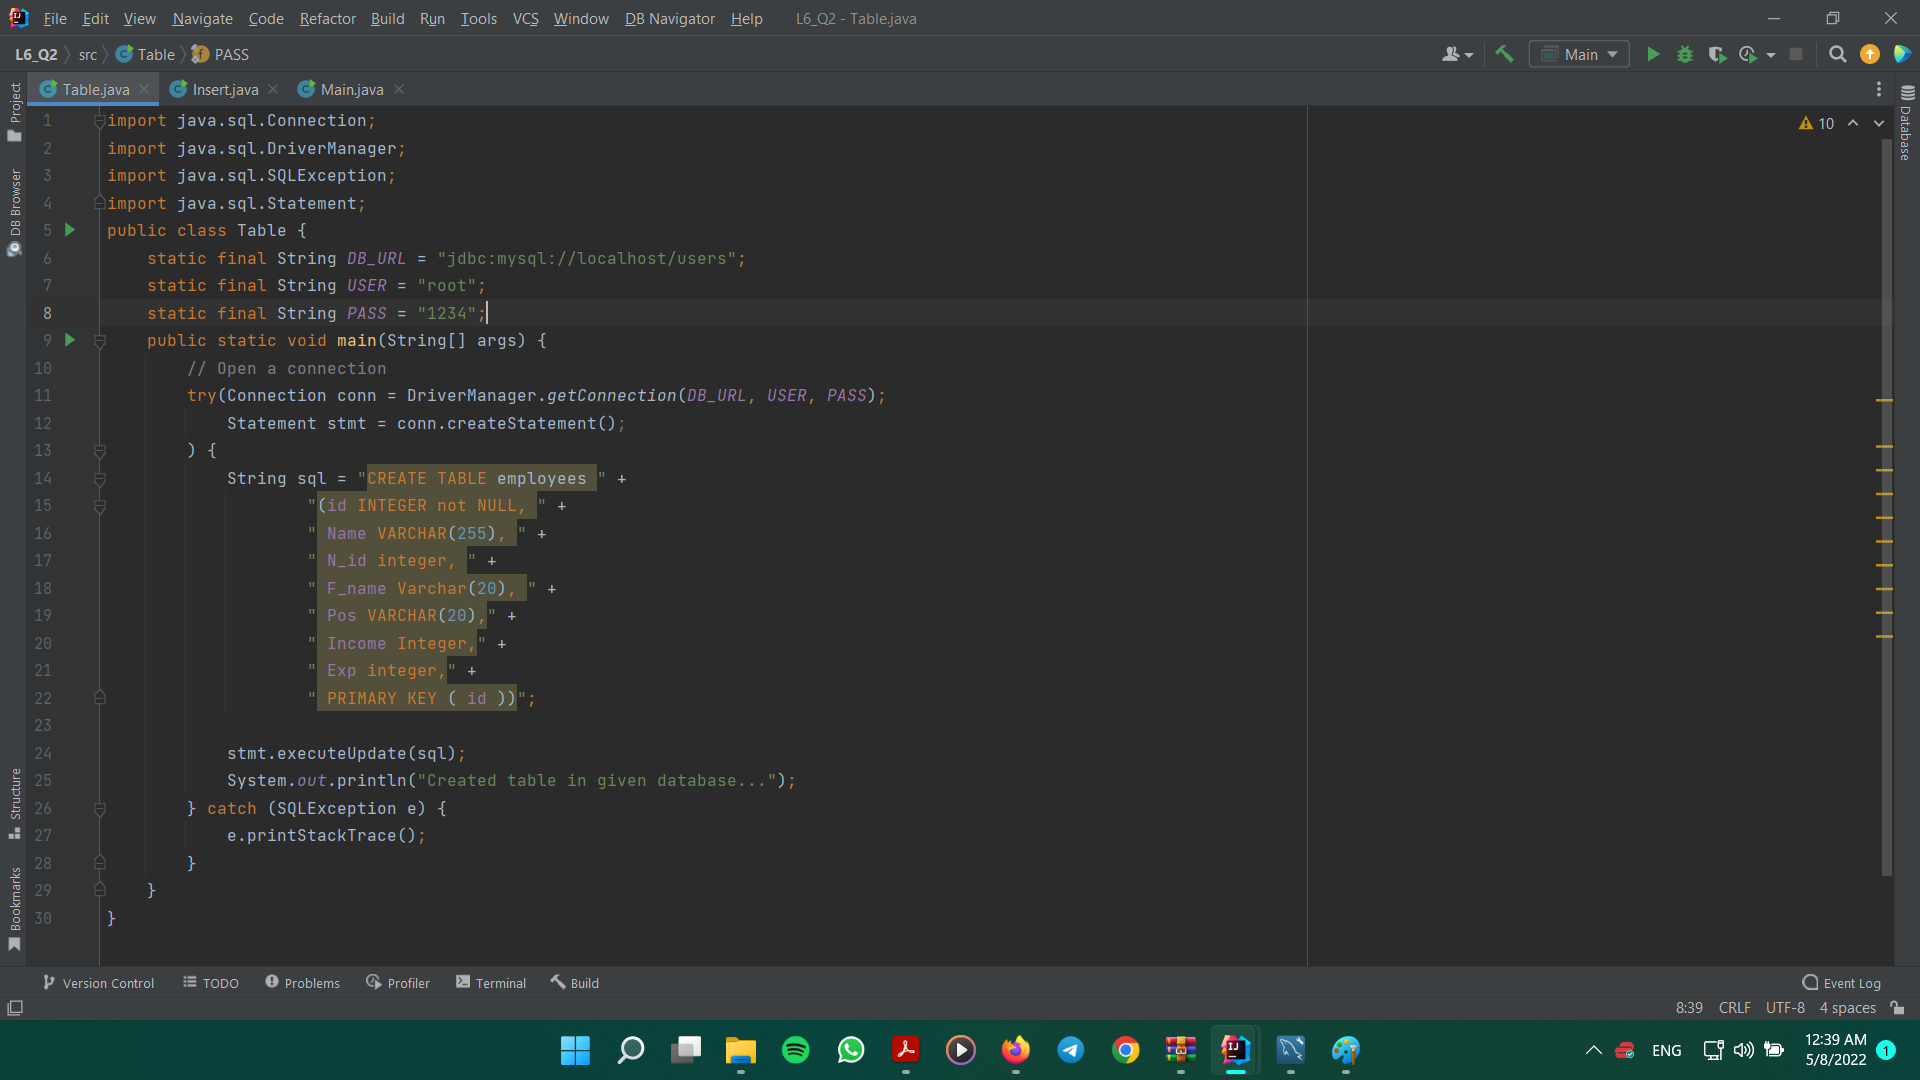 File Edit View Navigate Code Refactor Build Run Tools VCS Window DB Navigator Help L6_Q2 - Table.java
L6_Q2 src Table PASS Main
Table.java Insert.java Main.java
Project
DB Browser
Structure
Bookmarks
Database
10
1 import java.sql.Connection;
2 import java.sql.DriverManager;
3 import java.sql.SQLException;
4 import java.sql.Statement;
5 public class Table {
6 static final String DB_URL = "jdbc:mysql://localhost/users";
7 static final String USER = "root";
8 static final String PASS = "1234";
9 public static void main(String[] args) {
10 // Open a connection
11 try(Connection conn = DriverManager.getConnection(DB_URL, USER, PASS);
12 Statement stmt = conn.createStatement();
13 ) {
14 String sql = "CREATE TABLE employees " +
15 "(id INTEGER not NULL, " +
16 " Name VARCHAR(255), " +
17 " N_id integer, " +
18 " F_name Varchar(20), " +
19 " Pos VARCHAR(20)," +
20 " Income Integer," +
21 " Exp integer," +
22 " PRIMARY KEY ( id ))";
23
24 stmt.executeUpdate(sql);
25 System.out.println("Created table in given database...");
26 } catch (SQLException e) {
27 e.printStackTrace();
28 }
29 }
30 }
Version Control TODO Problems Profiler Terminal Build Event Log
8:39 CRLF UTF-8 4 spaces
ENG 12:39 AM
5/8/2022 1